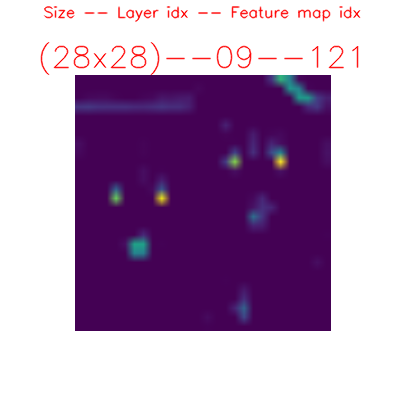 Size -- Layer idx -- Feature map idx
(28x28)--09--121